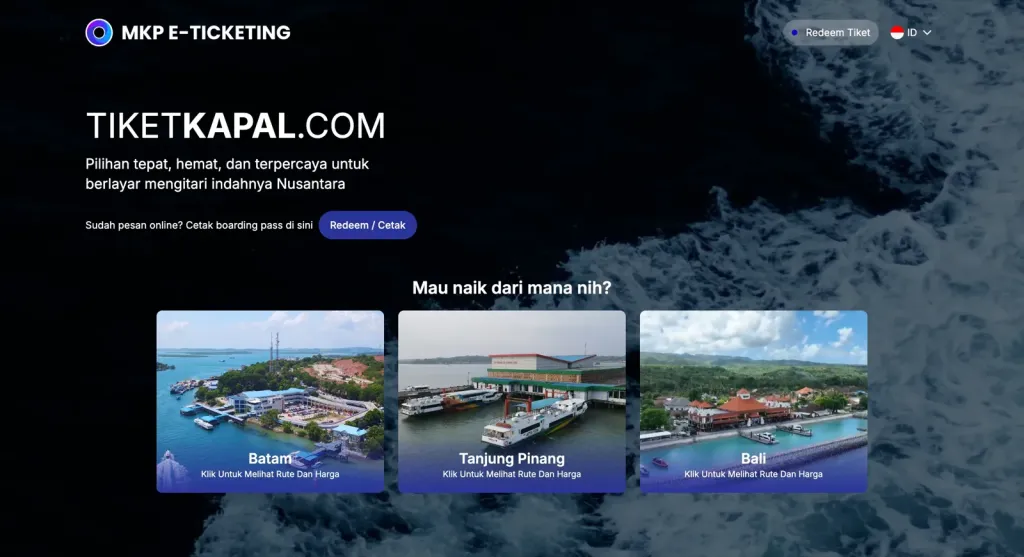 MKP E-TICKETING
Redeem Tiket
ID
TIKETKAPAL.COM
Pilihan tepat, hemat, dan terpercaya untuk
berlayar mengitari indahnya Nusantara
Sudah pesan online? Cetak boarding pass di sini
Redeem / Cetak
Mau naik dari mana nih?
Batam
Klik Untuk Melihat Rute Dan Harga
Tanjung Pinang
Klik Untuk Melihat Rute Dan Harga
Bali
Klik Untuk Melihat Rute Dan Harga